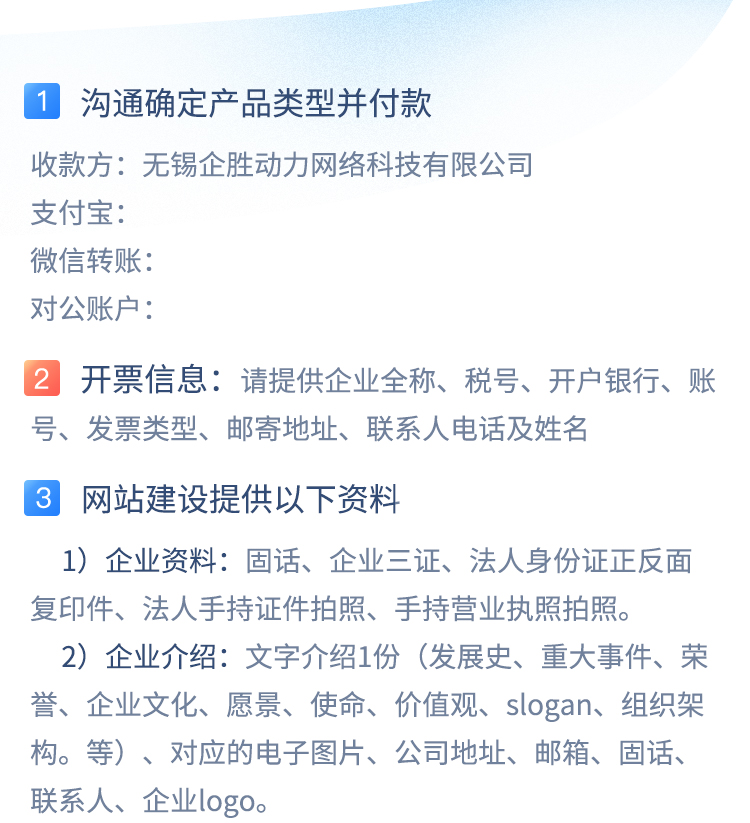 1 沟通确定产品类型并付款
收款方：无锡企胜动力网络科技有限公司
支付宝：
微信转账：
对公账户：
2 开票信息：请提供企业全称、税号、开户银行、账
号、发票类型、邮寄地址、联系人电话及姓名
3 网站建设提供以下资料
1）企业资料：固话、企业三证、法人身份证正反面
复印件、法人手持证件拍照、手持营业执照拍照。
2）企业介绍：文字介绍1份（发展史、重大事件、荣
誉、企业文化、愿景、使命、价值观、slogan、组织架
构。等）、对应的电子图片、公司地址、邮箱、固话、
联系人、企业logo。